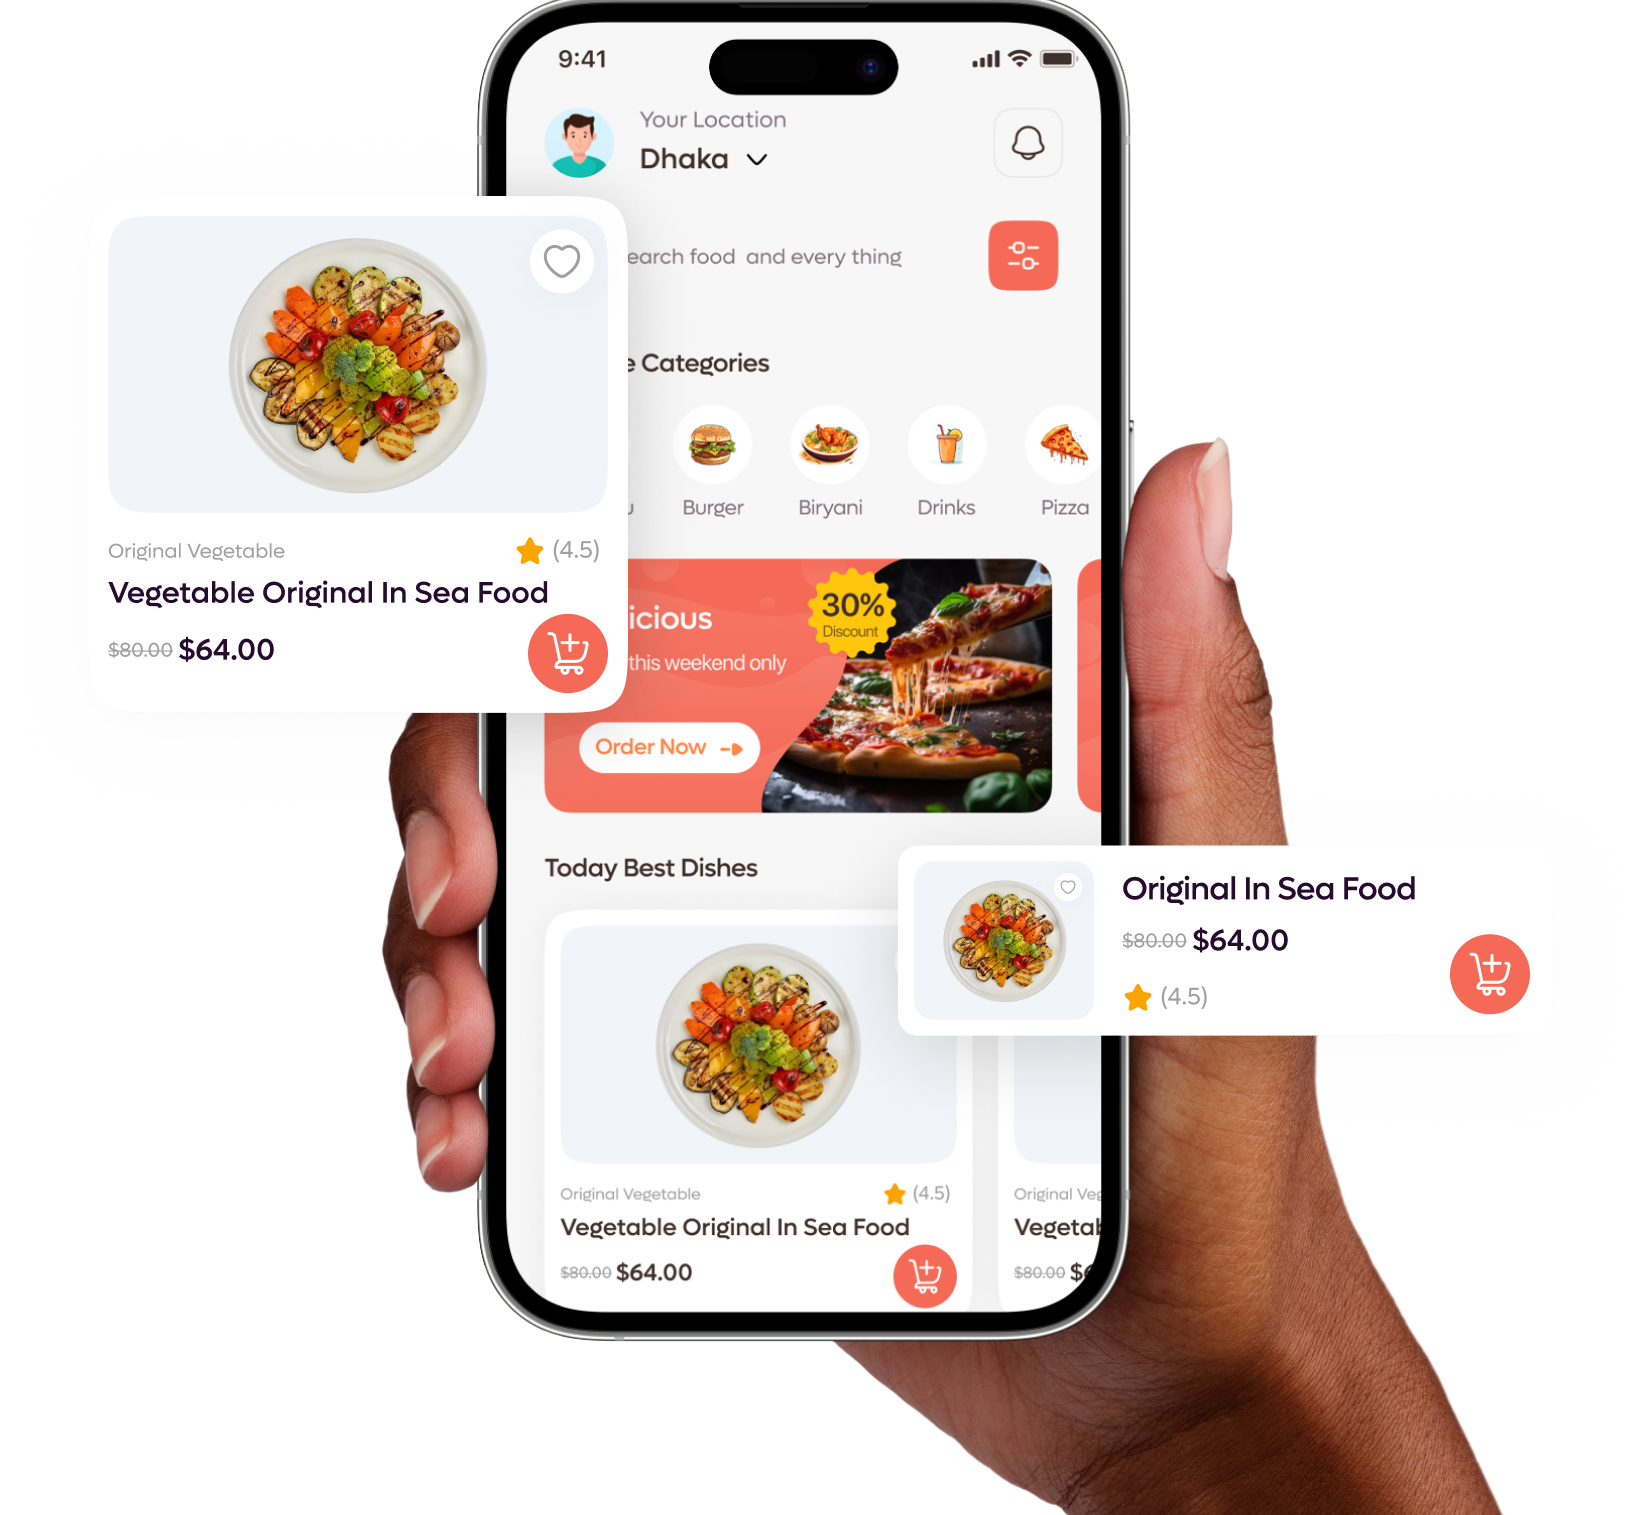 9:41
Your Location
Dhaka
earch food and every thing
Categories
Burger
Biryani
Drinks
Pizza
Original Vegetable
(4.5)
Vegetable Original In Sea Food
$80.00 $64.00
icious
this weekend only
30%
Discount
Order Now
Today Best Dishes
Original In Sea Food
$80.00 $64.00
(4.5)
Original Vegetable
(4.5)
Vegetable Original In Sea Food
$80.00 $64.00
Original Veg
Vegetab
$80.00